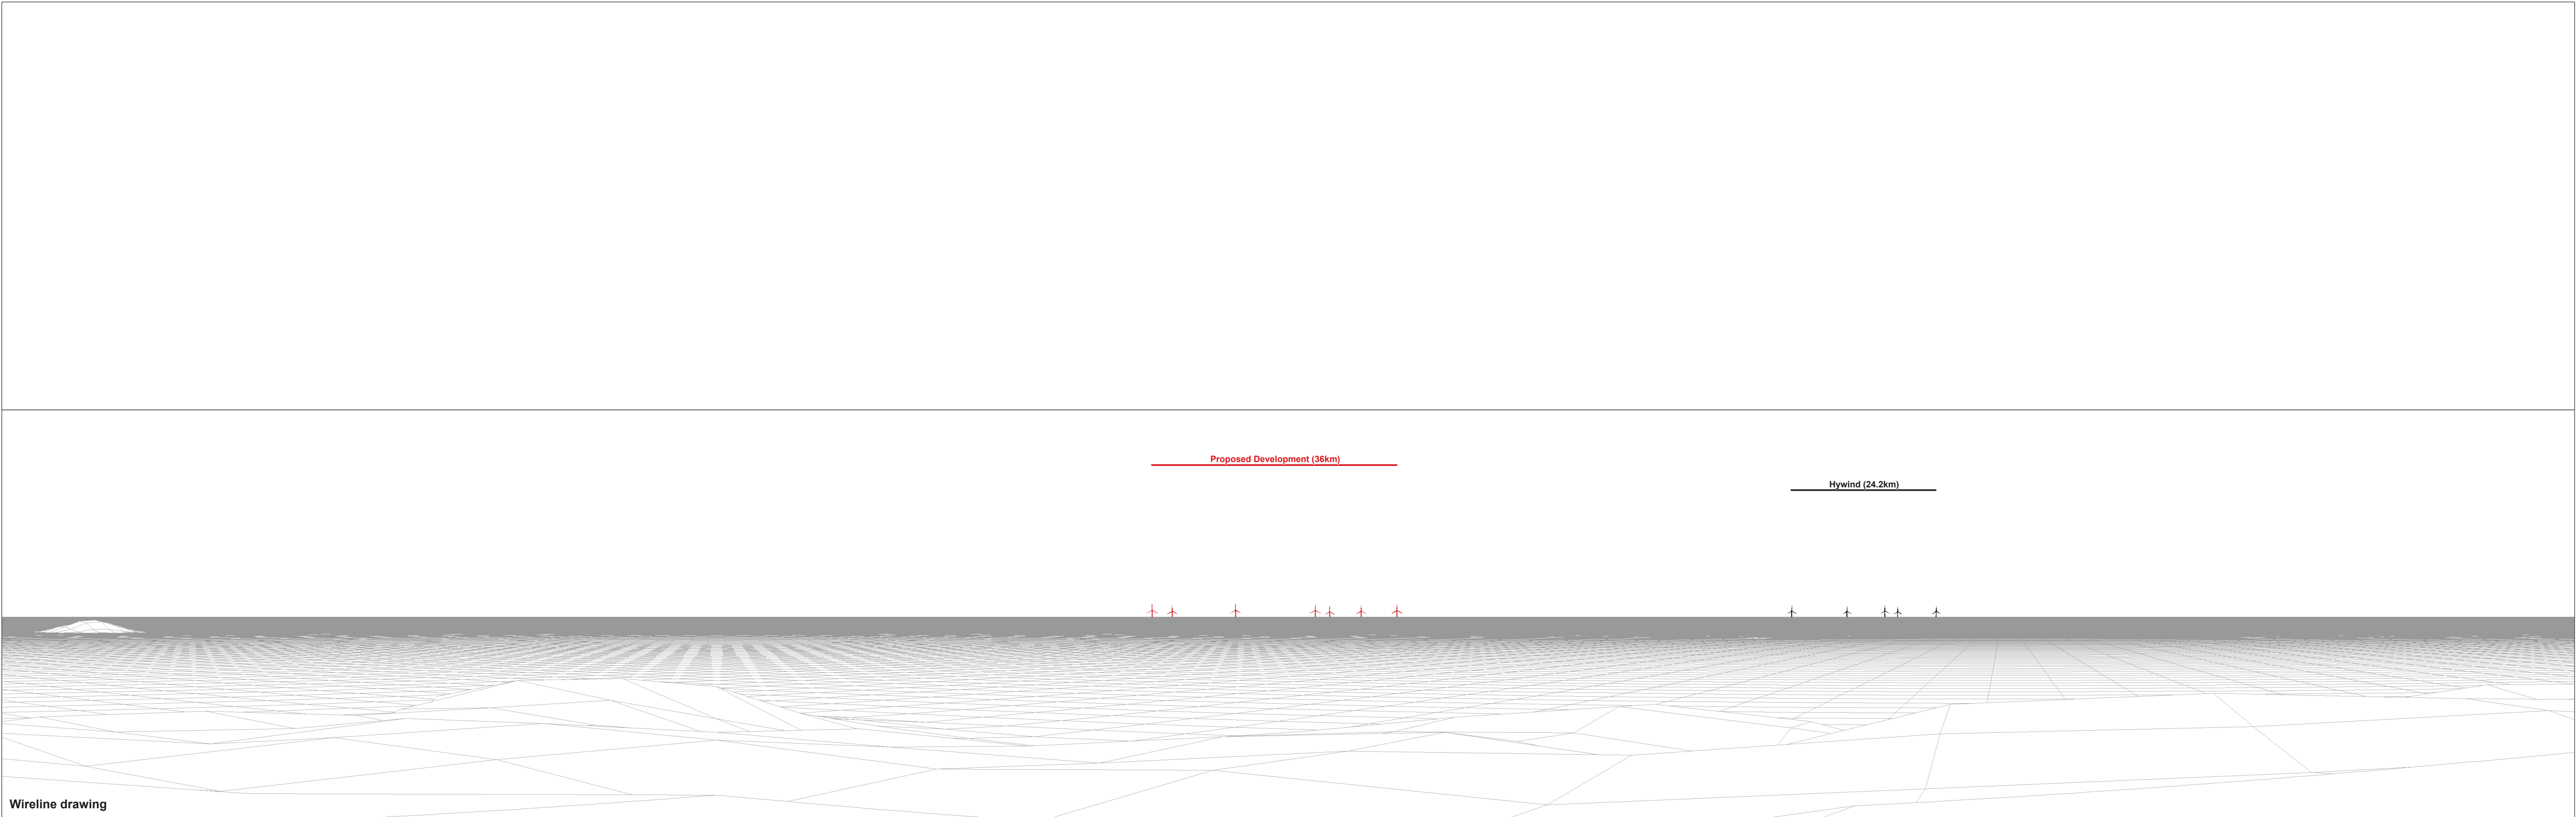 Proposed Development (36km)
Hywind (24.2km)
Wireline drawing